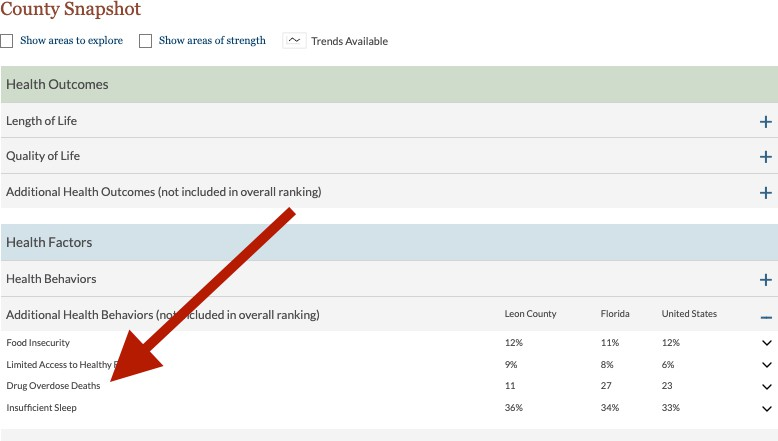 County Snapshot
Show areas to explore Show areas of strength Trends Available
Health Outcomes
Length of Life
Quality of Life
Additional Health Outcomes (not included in overall ranking)
Health Factors
Health Behaviors
Additional Health Behaviors (not included in overall ranking) Leon County Florida United States
Food Insecurity 12% 11% 12%
Limited Access to Healthy 9% 8% 6%
Drug Overdose Deaths 11 27 23
Insufficient Sleep 36% 34% 33%